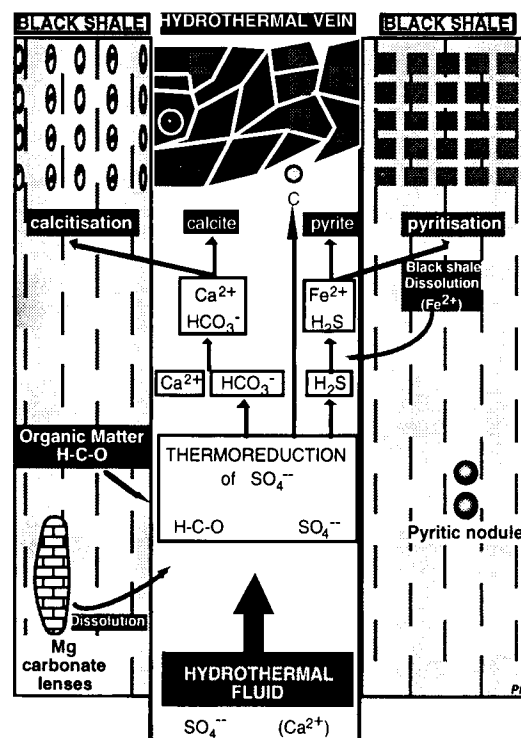 BLACK SHALE
HYDROTHERMAL VEIN
BLACK SHALE
calcitisation
calcite
pyrite
pyritisation
Black shale
Dissolution
(Fe²⁺)
Ca²⁺
HCO₃⁻
Fe²⁺
H₂S
Ca²⁺
HCO₃⁻
H₂S
C
Organic Matter
H-C-O
THERMOREDUCTION
of SO₄⁻⁻
H-C-O
SO₄⁻⁻
Pyritic nodule
Dissolution
Mg
carbonate
lenses
HYDROTHERMAL
FLUID
SO₄⁻⁻
(Ca²⁺)